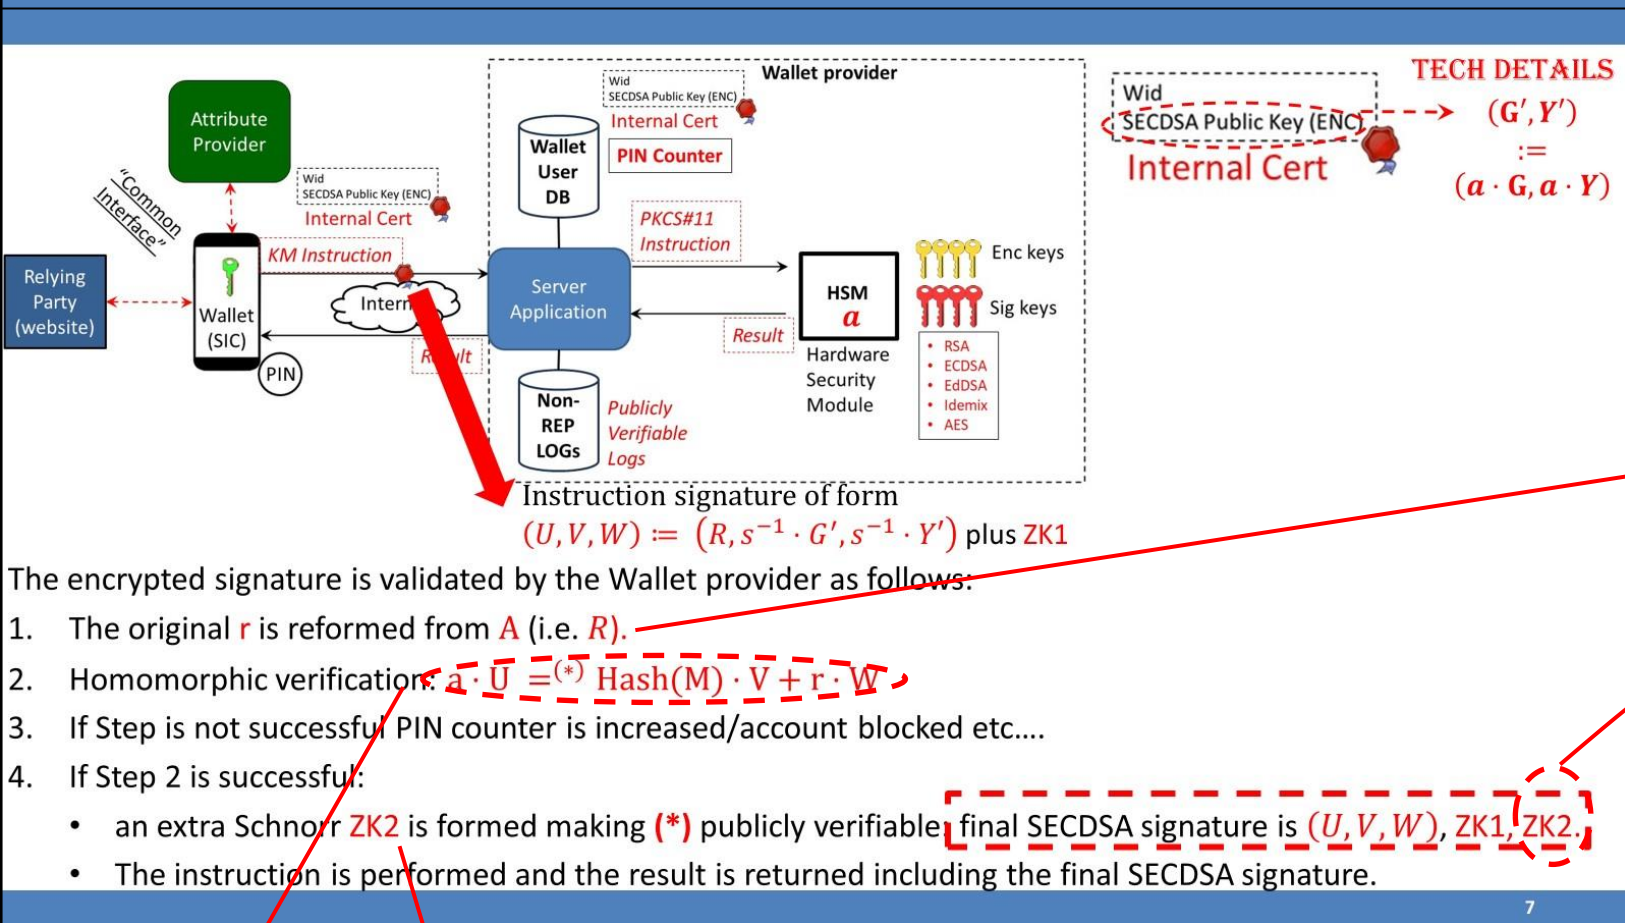 Wallet provider
Wid
SECDSA Public Key (ENC)
Internal Cert
PIN Counter
Wallet
User
DB
Attribute
Provider
"Common
Interface"
Wid
SECDSA Public Key (ENC)
Internal Cert
KM Instruction
PKCS#11
Instruction
Relying
Party
(website)
Wallet
(SIC)
PIN
Server
Application
Result
HSM
a
Hardware
Security
Module
Enc keys
Sig keys
• RSA
• ECDSA
• EdDSA
• Idemix
• AES
Non-
REP
LOGs
Publicly
Verifiable
Logs
Wid
SECDSA Public Key (ENC)
Internal Cert
TECH DETAILS
(G′, Y′)
:=
(a · G, a · Y)
Instruction signature of form
(U, V, W) := (R, s⁻¹ · G′, s⁻¹ · Y′) plus ZK1
The encrypted signature is validated by the Wallet provider as follows:
1. The original r is reformed from A (i.e. R).
2. Homomorphic verification: a · U =(*) Hash(M) · V + r · W
3. If Step is not successful PIN counter is increased/account blocked etc....
4. If Step 2 is successful:
• an extra Schnorr ZK2 is formed making (*) publicly verifiable; final SECDSA signature is (U, V, W), ZK1, ZK2.
• The instruction is performed and the result is returned including the final SECDSA signature.
7